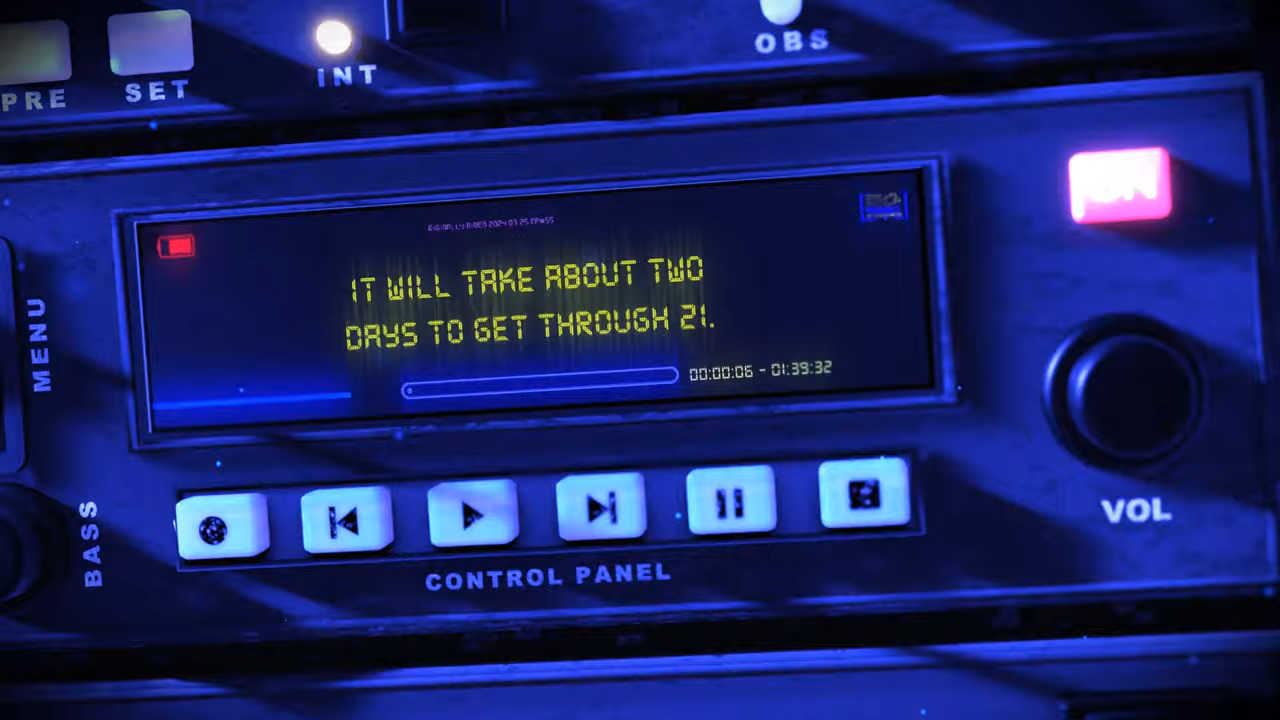 PRE
SET
INT
OBS
ON
IT WILL TAKE ABOUT TWO
DAYS TO GET THROUGH 21.
00:00:06 - 01:39:32
MENU
BASS
VOL
CONTROL PANEL